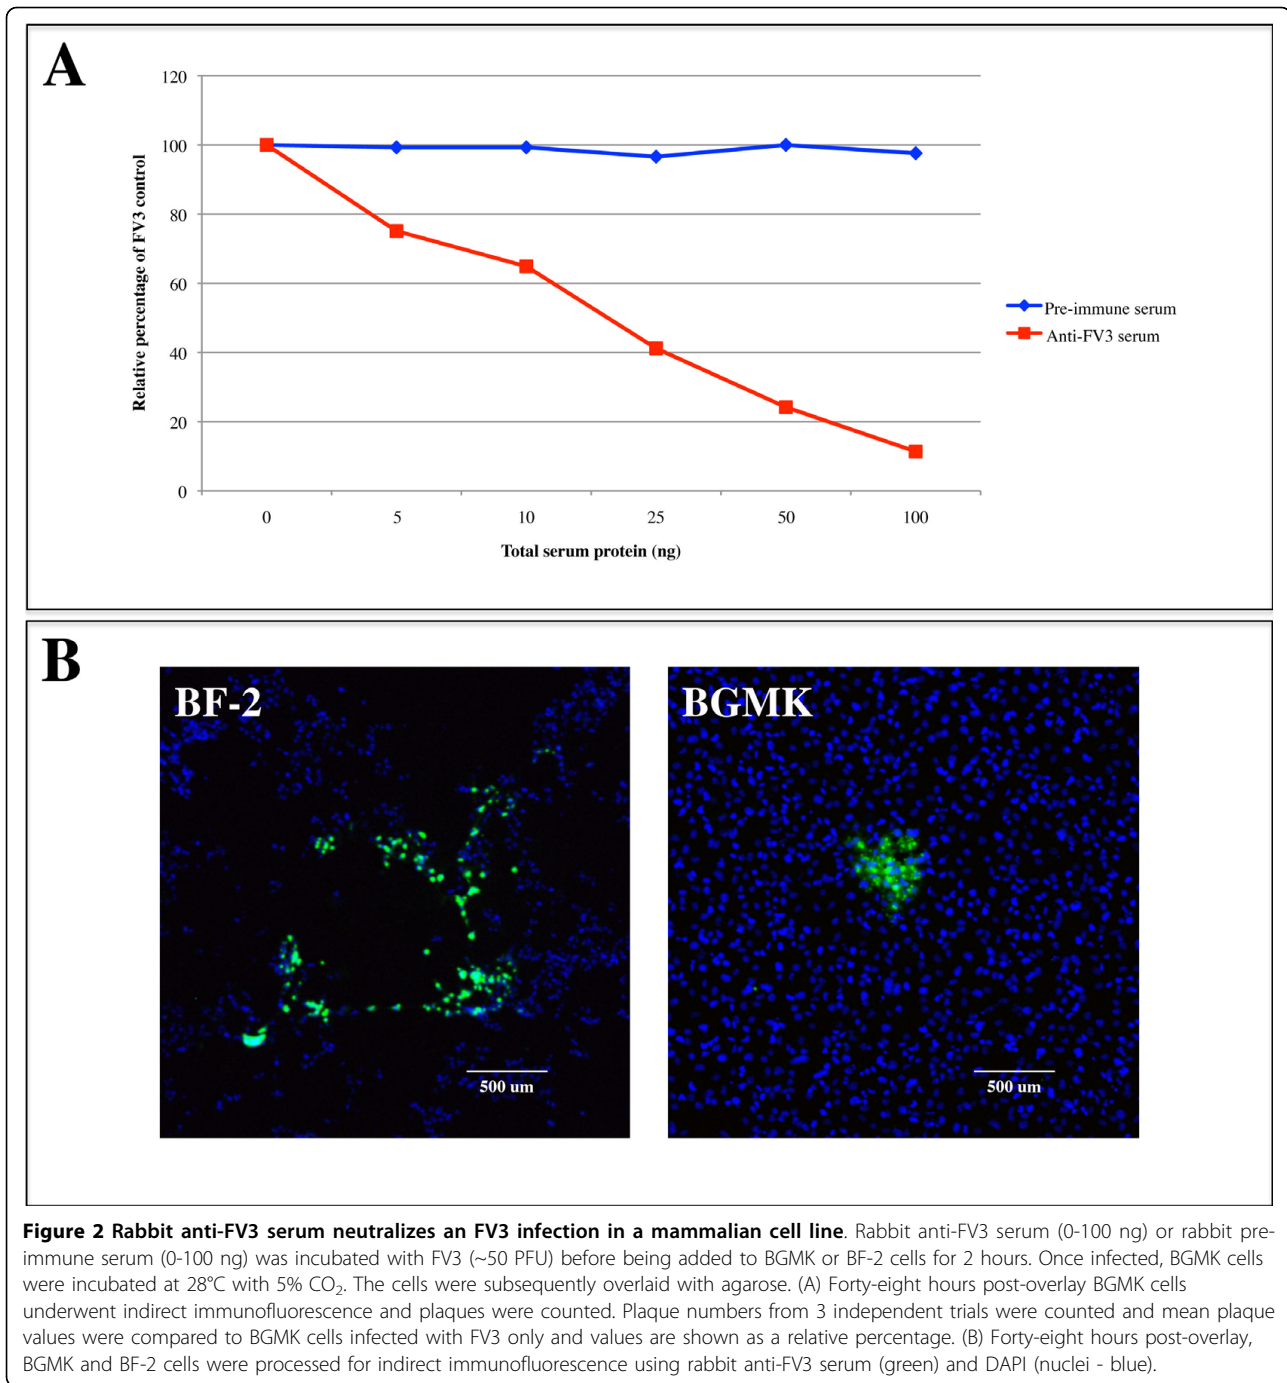 A
120
100
80
60
40
20
0
Relative percentage of FV3 control
0 5 10 25 50 100
Total serum protein (ng)
Pre-immune serum
Anti-FV3 serum
B
BF-2
500 um
BGMK
500 um
Figure 2 Rabbit anti-FV3 serum neutralizes an FV3 infection in a mammalian cell line. Rabbit anti-FV3 serum (0-100 ng) or rabbit pre-
immune serum (0-100 ng) was incubated with FV3 (~50 PFU) before being added to BGMK or BF-2 cells for 2 hours. Once infected, BGMK cells
were incubated at 28°C with 5% CO₂. The cells were subsequently overlaid with agarose. (A) Forty-eight hours post-overlay BGMK cells
underwent indirect immunofluorescence and plaques were counted. Plaque numbers from 3 independent trials were counted and mean plaque
values were compared to BGMK cells infected with FV3 only and values are shown as a relative percentage. (B) Forty-eight hours post-overlay,
BGMK and BF-2 cells were processed for indirect immunofluorescence using rabbit anti-FV3 serum (green) and DAPI (nuclei - blue).